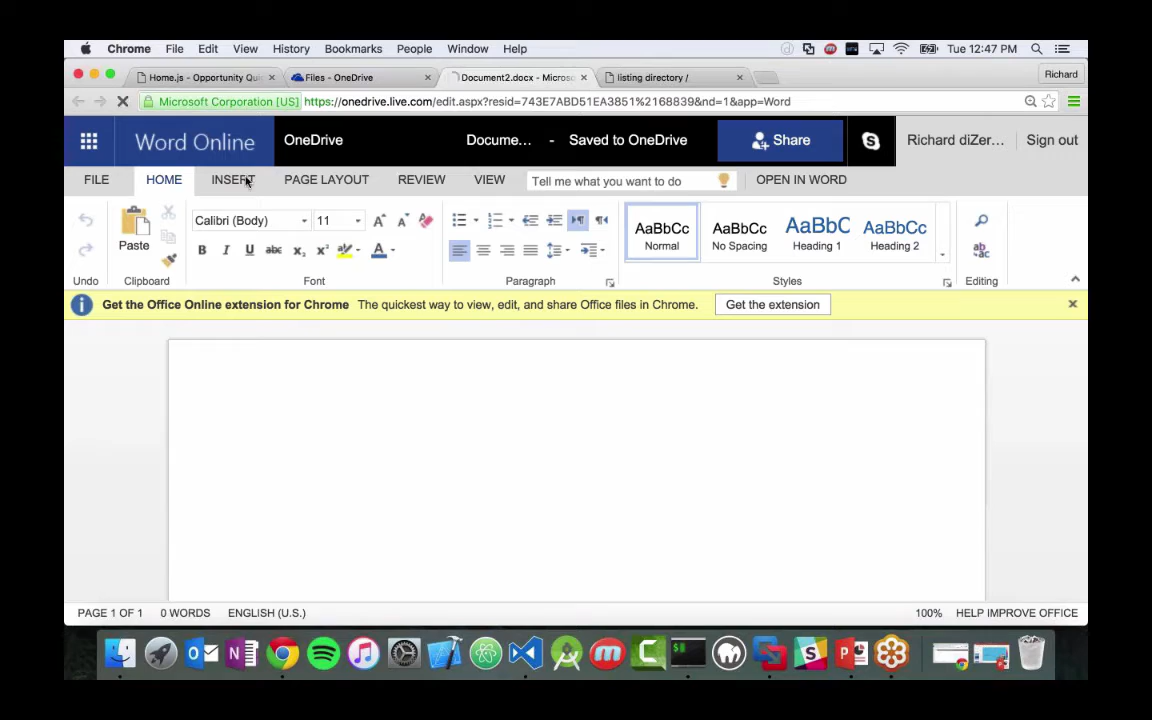 Chrome File Edit View History Bookmarks People Window Help Tue 12:47 PM
Home.js - Opportunity Qui Files - OneDrive Document2.docx - Microso listing directory / Richard
Microsoft Corporation [US] https://onedrive.live.com/edit.aspx?resid=743E7ABD51EA3851%2168839&nd=1&app=Word
Word Online OneDrive Docume... - Saved to OneDrive Share Richard diZer... Sign out
FILE HOME INSERT PAGE LAYOUT REVIEW VIEW Tell me what you want to do OPEN IN WORD
Calibri (Body) 11 AaBbCc AaBbCc AaBbC AaBbCc
Paste Normal No Spacing Heading 1 Heading 2
B I U abc x₂ x² A
Undo Clipboard Font Paragraph Styles Editing
Get the Office Online extension for Chrome The quickest way to view, edit, and share Office files in Chrome. Get the extension
PAGE 1 OF 1 0 WORDS ENGLISH (U.S.) 100% HELP IMPROVE OFFICE